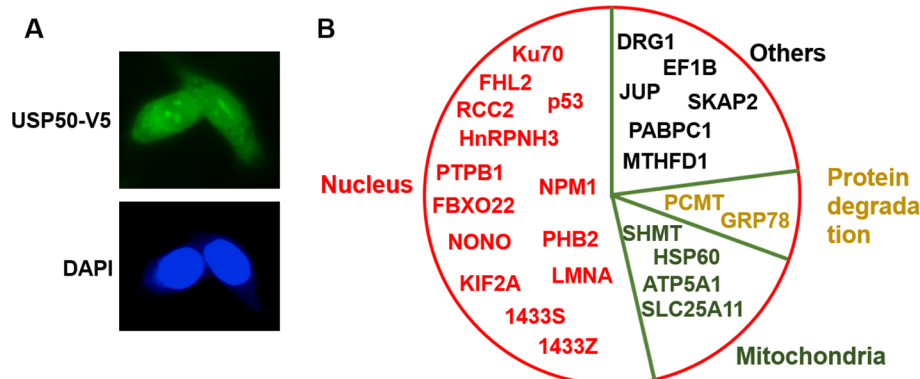 A
USP50-V5
DAPI
B
Nucleus
Ku70
FHL2
RCC2
p53
HnRPNH3
PTPB1
NPM1
FBXO22
NONO
PHB2
KIF2A
LMNA
1433S
1433Z
DRG1
Others
EF1B
JUP
SKAP2
PABPC1
MTHFD1
PCMT
GRP78
Protein
degrada
tion
SHMT
HSP60
ATP5A1
SLC25A11
Mitochondria